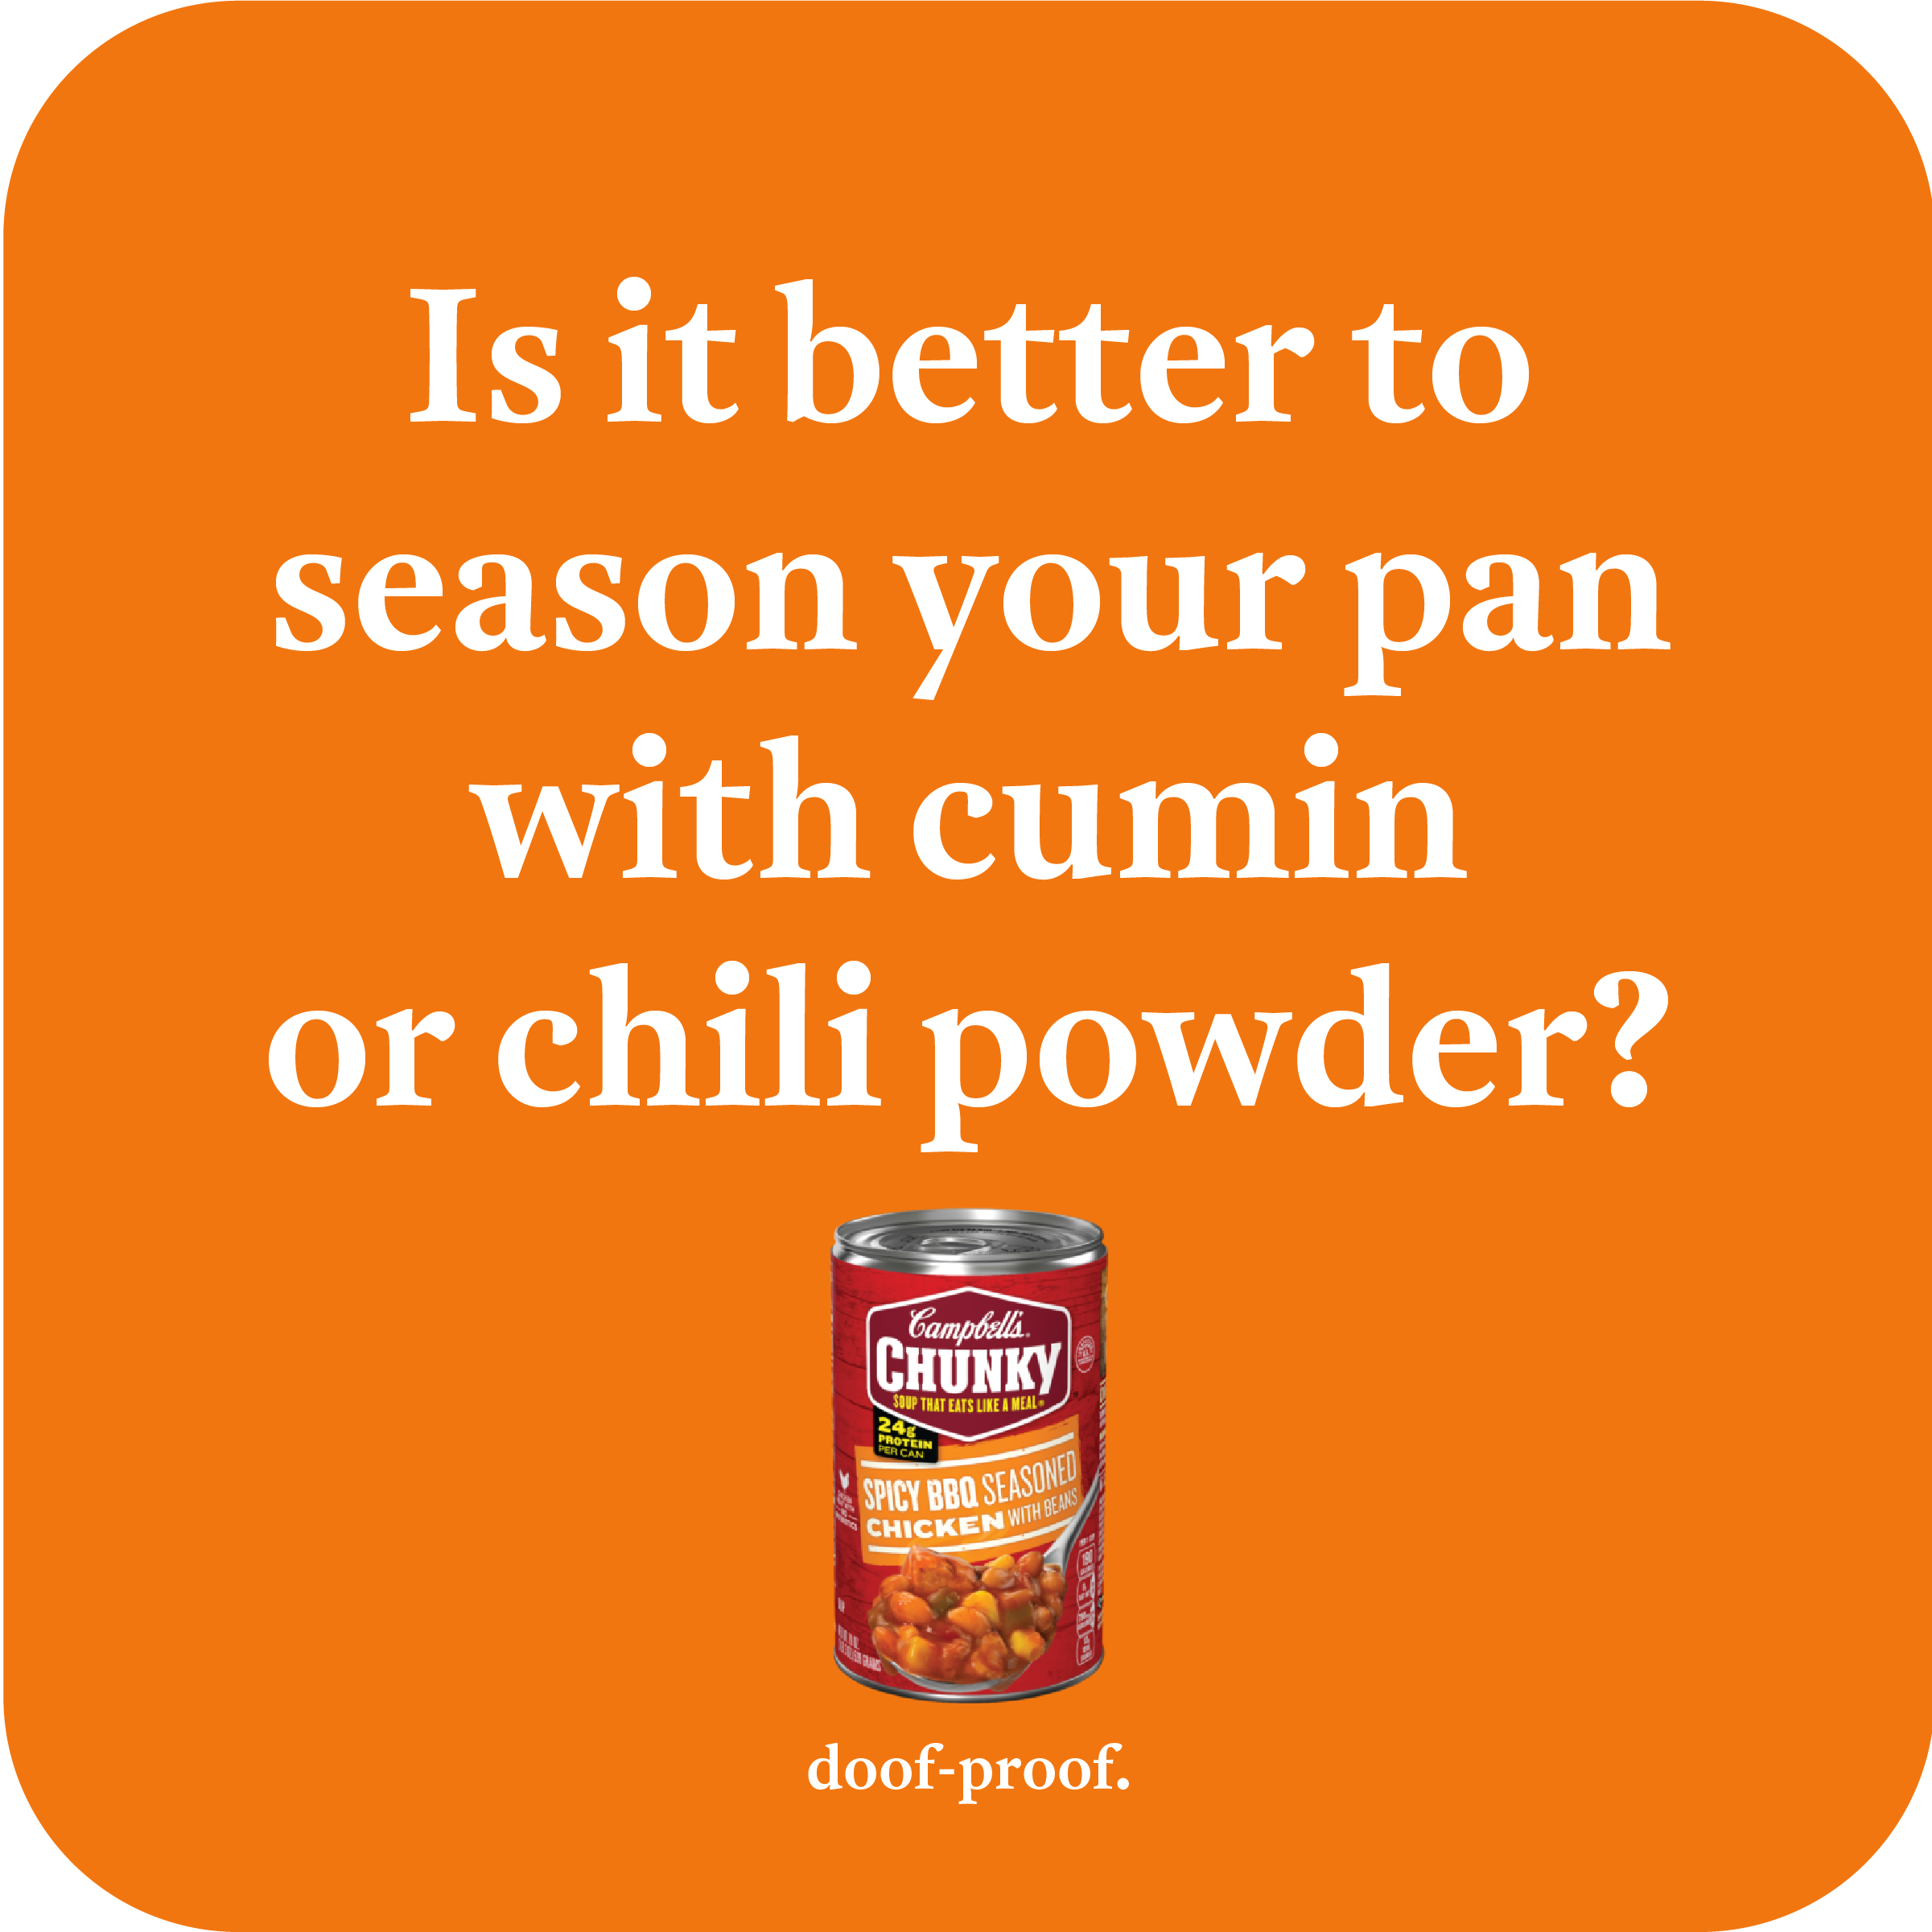 Is it better to
season your pan
with cumin
or chili powder?
Campbell's
CHUNKY
SOUP THAT EATS LIKE A MEAL®
24g
PROTEIN
PER CAN
SPICY BBQ SEASONED
CHICKEN WITH BEANS
doof-proof.